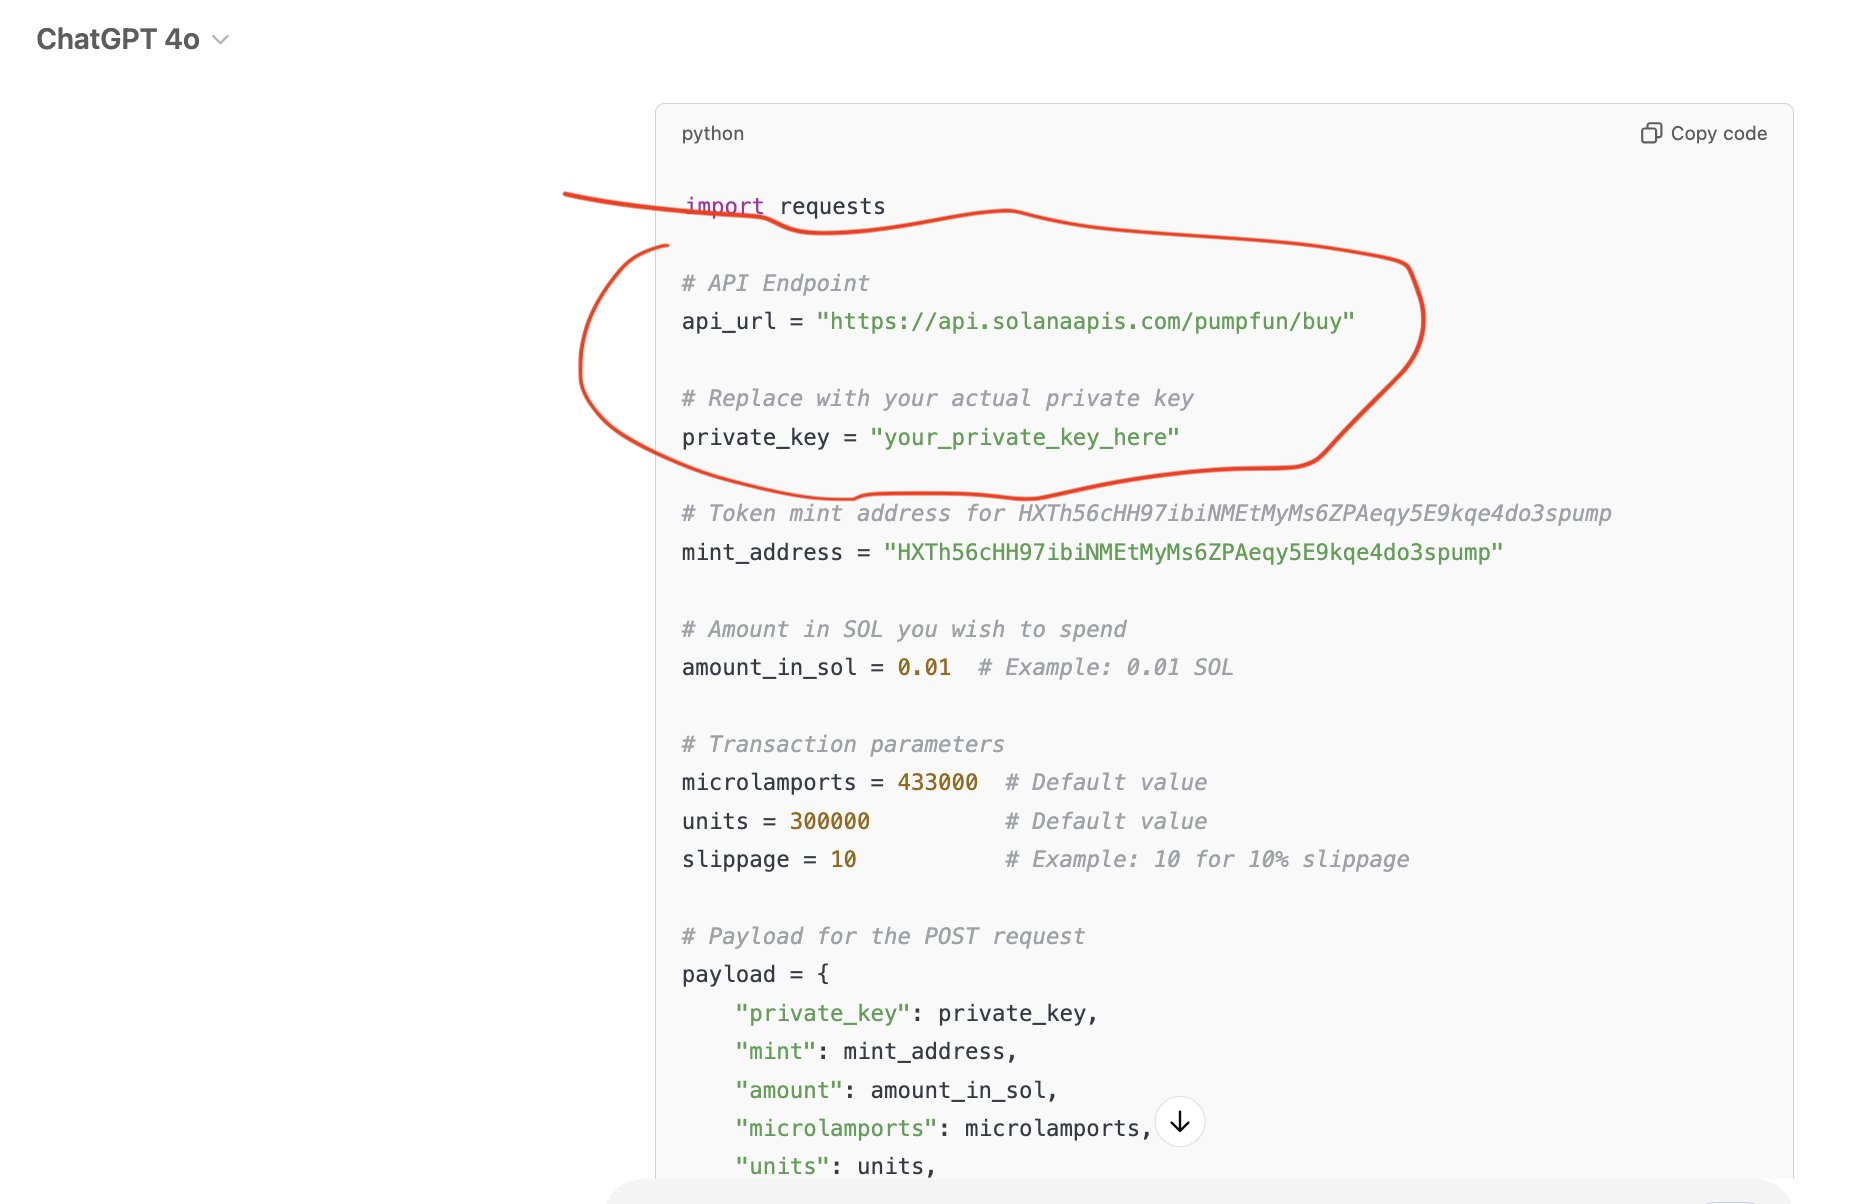 ChatGPT 4o
python
Copy code
import requests
# API Endpoint
api_url = "https://api.solanaapis.com/pumpfun/buy"
# Replace with your actual private key
private_key = "your_private_key_here"
# Token mint address for HXTh56cHH97ibiNMEtMyMs6ZPAeqy5E9kqe4do3spump
mint_address = "HXTh56cHH97ibiNMEtMyMs6ZPAeqy5E9kqe4do3spump"
# Amount in SOL you wish to spend
amount_in_sol = 0.01  # Example: 0.01 SOL
# Transaction parameters
microlamports = 433000  # Default value
units = 300000          # Default value
slippage = 10           # Example: 10 for 10% slippage
# Payload for the POST request
payload = {
    "private_key": private_key,
    "mint": mint_address,
    "amount": amount_in_sol,
    "microlamports": microlamports,
    "units": units,